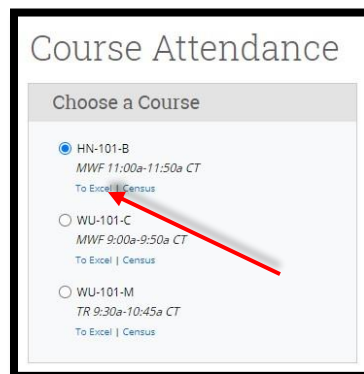 Course Attendance
Choose a Course
HN-101-B
MWF 11:00a-11:50a CT
To Excel | Census
WU-101-C
MWF 9:00a-9:50a CT
To Excel | Census
WU-101-M
TR 9:30a-10:45a CT
To Excel | Census